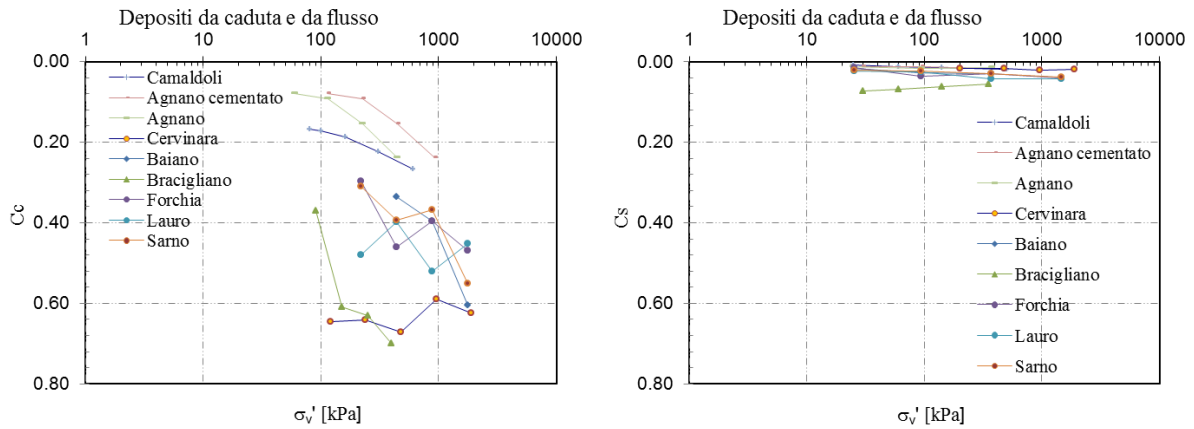 Depositi da caduta e da flusso
1 10 100 1000 10000
0.00
0.20
0.40
0.60
0.80
Cc
Camaldoli
Agnano cementato
Agnano
Cervinara
Baiano
Bracigliano
Forchia
Lauro
Sarno
σv' [kPa]
Depositi da caduta e da flusso
1 10 100 1000 10000
0.00
0.20
0.40
0.60
0.80
Cs
Camaldoli
Agnano cementato
Agnano
Cervinara
Baiano
Bracigliano
Forchia
Lauro
Sarno
σv' [kPa]